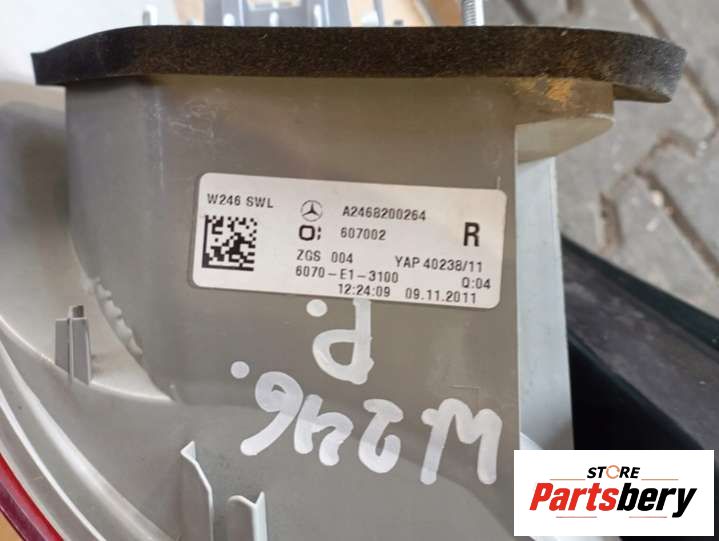 W246 SWL
A2468200264
O: 607002
R
ZGS 004 YAP 40238/11
6070-E1-3100 Q:04
12:24:09 09.11.2011
P.
W246.
STORE
Partsbery